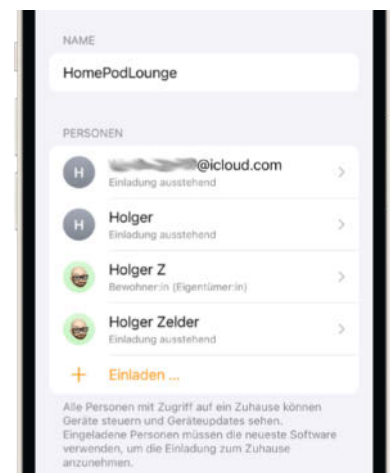 NAME
HomePodLounge
PERSONEN
H
@icloud.com
Einladung ausstehend
H
Holger
Einladung ausstehend
Holger Z
Bewohner:in (Eigentümer:in)
Holger Zelder
Einladung ausstehend
+ Einladen ...
Alle Personen mit Zugriff auf ein Zuhause können
Geräte steuern und Geräteupdates sehen.
Eingeladene Personen müssen die neueste Software
verwenden, um die Einladung zum Zuhause
anzunehmen.